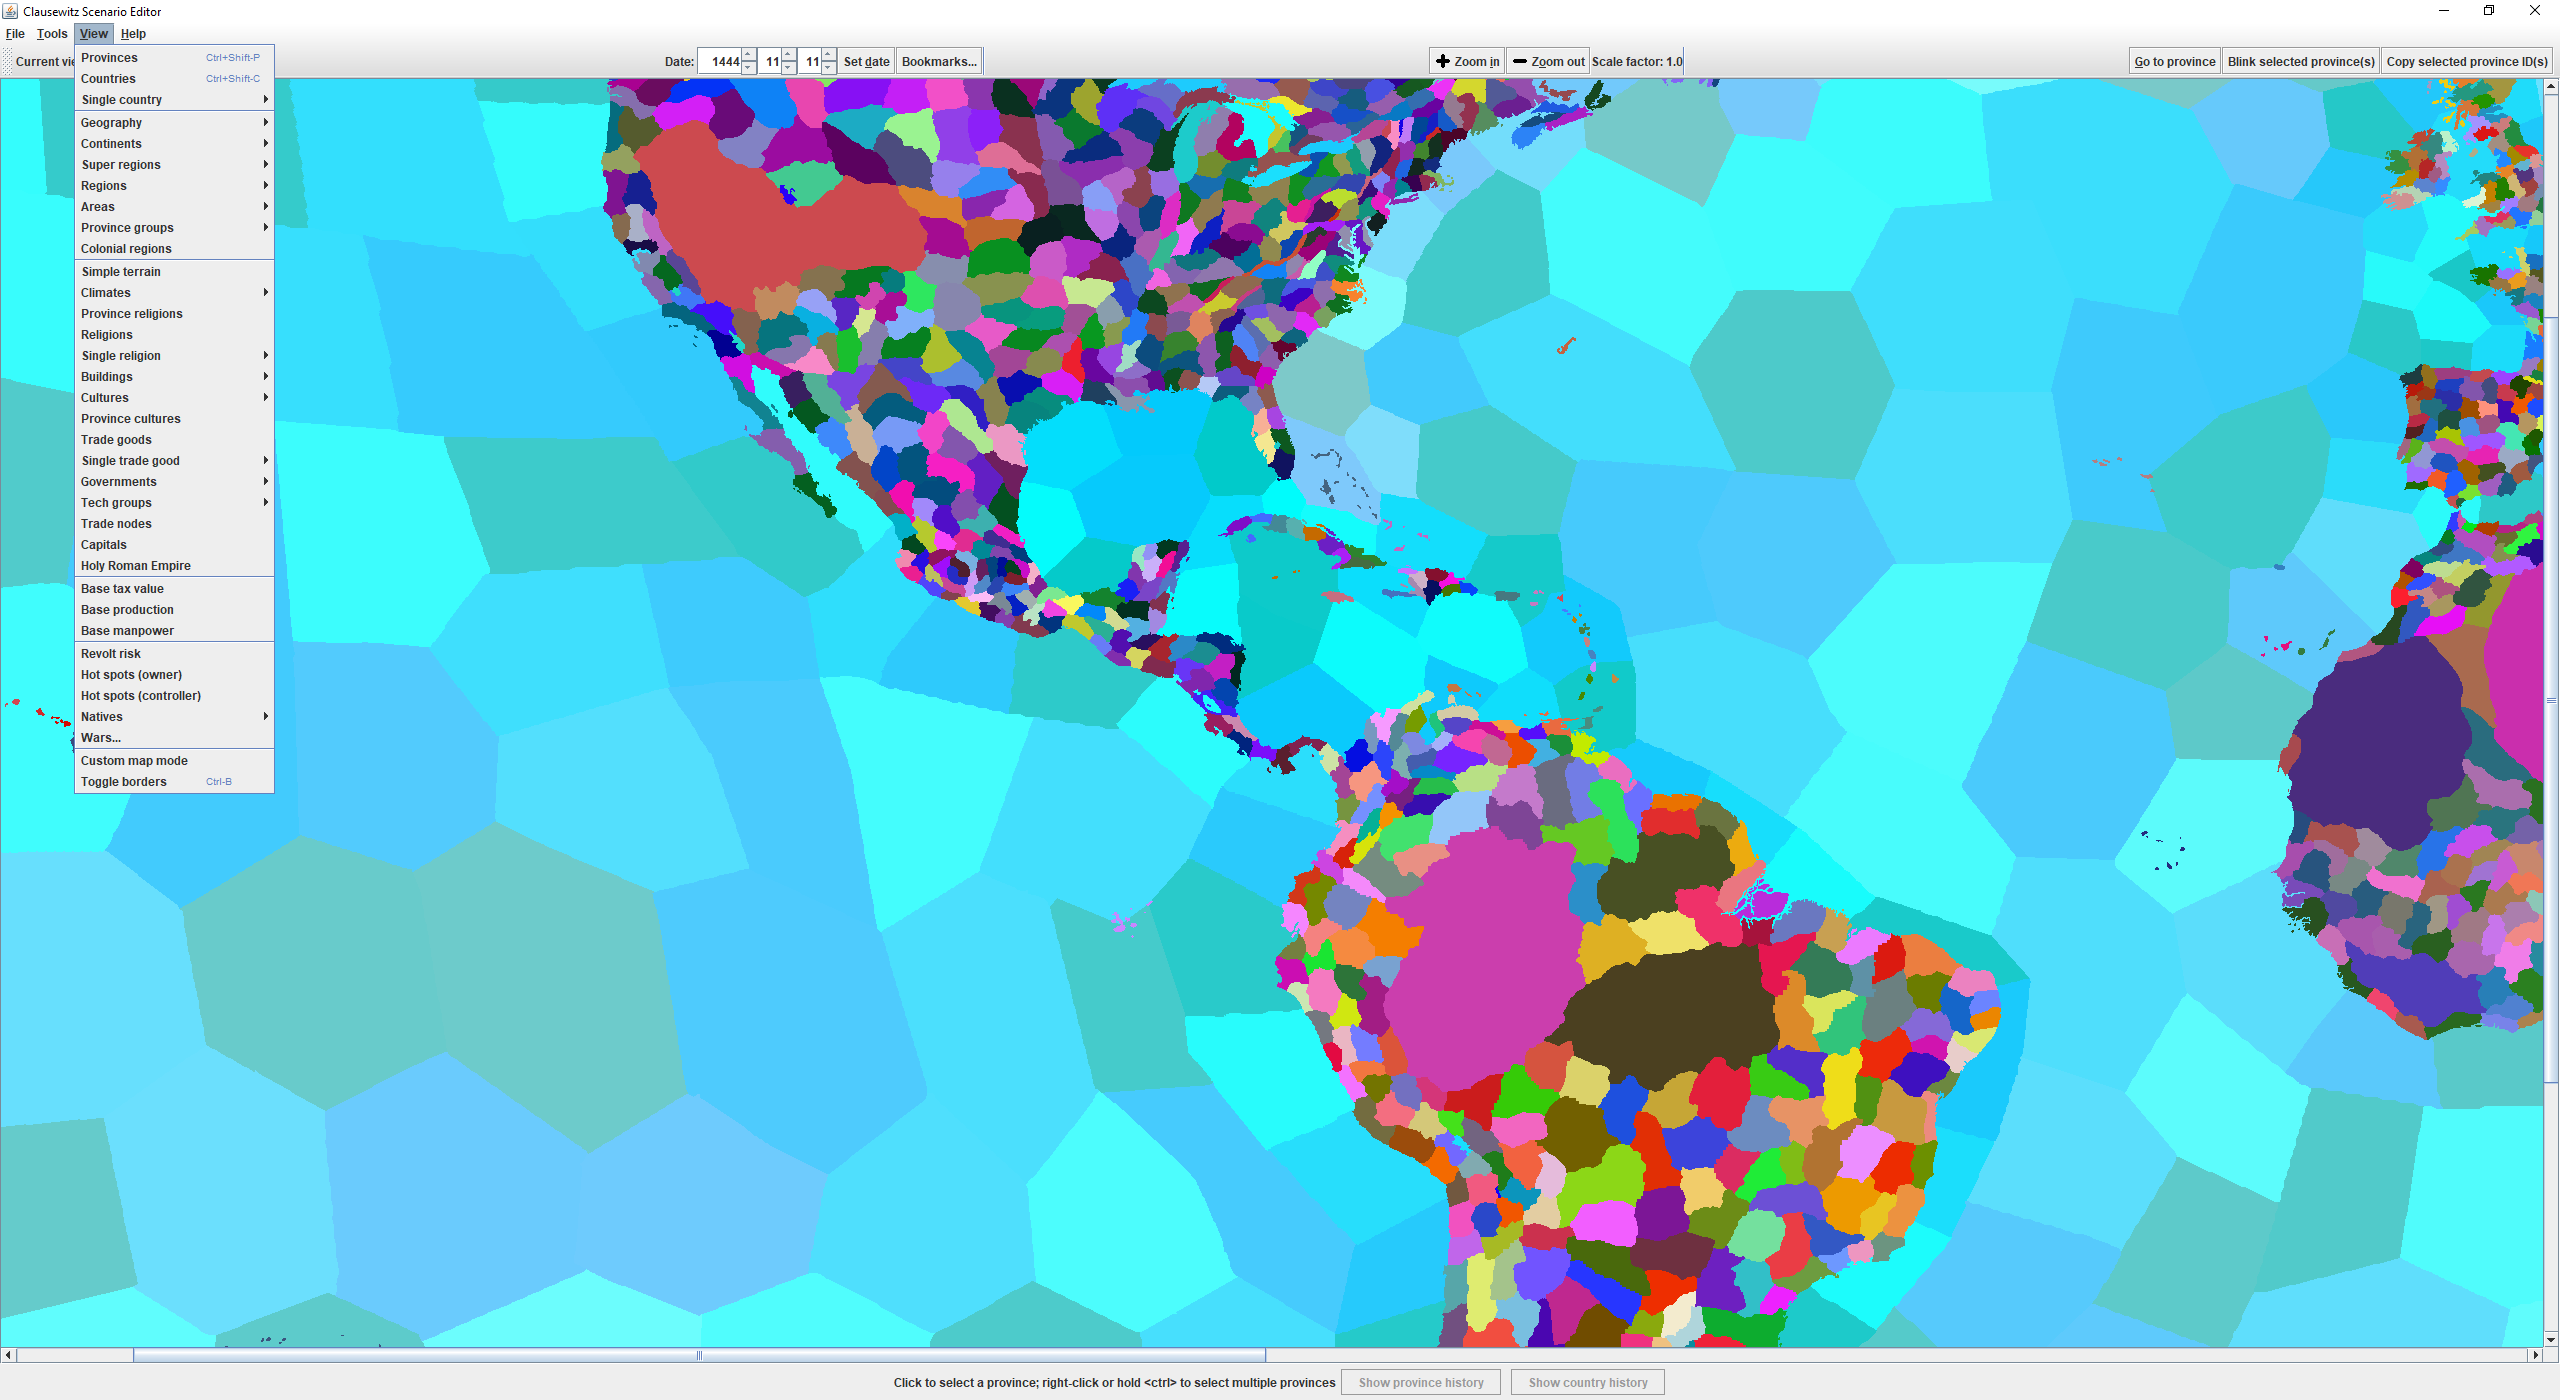 Clausewitz Scenario Editor
File Tools View Help
Date: 1444 11 11 Set date Bookmarks... Zoom in Zoom out Scale factor: 1.0 Go to province Blink selected province(s) Copy selected province ID(s)
Current vi
Provinces Ctrl+Shift-P
Countries Ctrl+Shift-C
Single country
Geography
Continents
Super regions
Regions
Areas
Province groups
Colonial regions
Simple terrain
Climates
Province religions
Religions
Single religion
Buildings
Cultures
Province cultures
Trade goods
Single trade good
Governments
Tech groups
Trade nodes
Capitals
Holy Roman Empire
Base tax value
Base production
Base manpower
Revolt risk
Hot spots (owner)
Hot spots (controller)
Natives
Wars...
Custom map mode
Toggle borders Ctrl-B
Click to select a province; right-click or hold <ctrl> to select multiple provinces Show province history Show country history